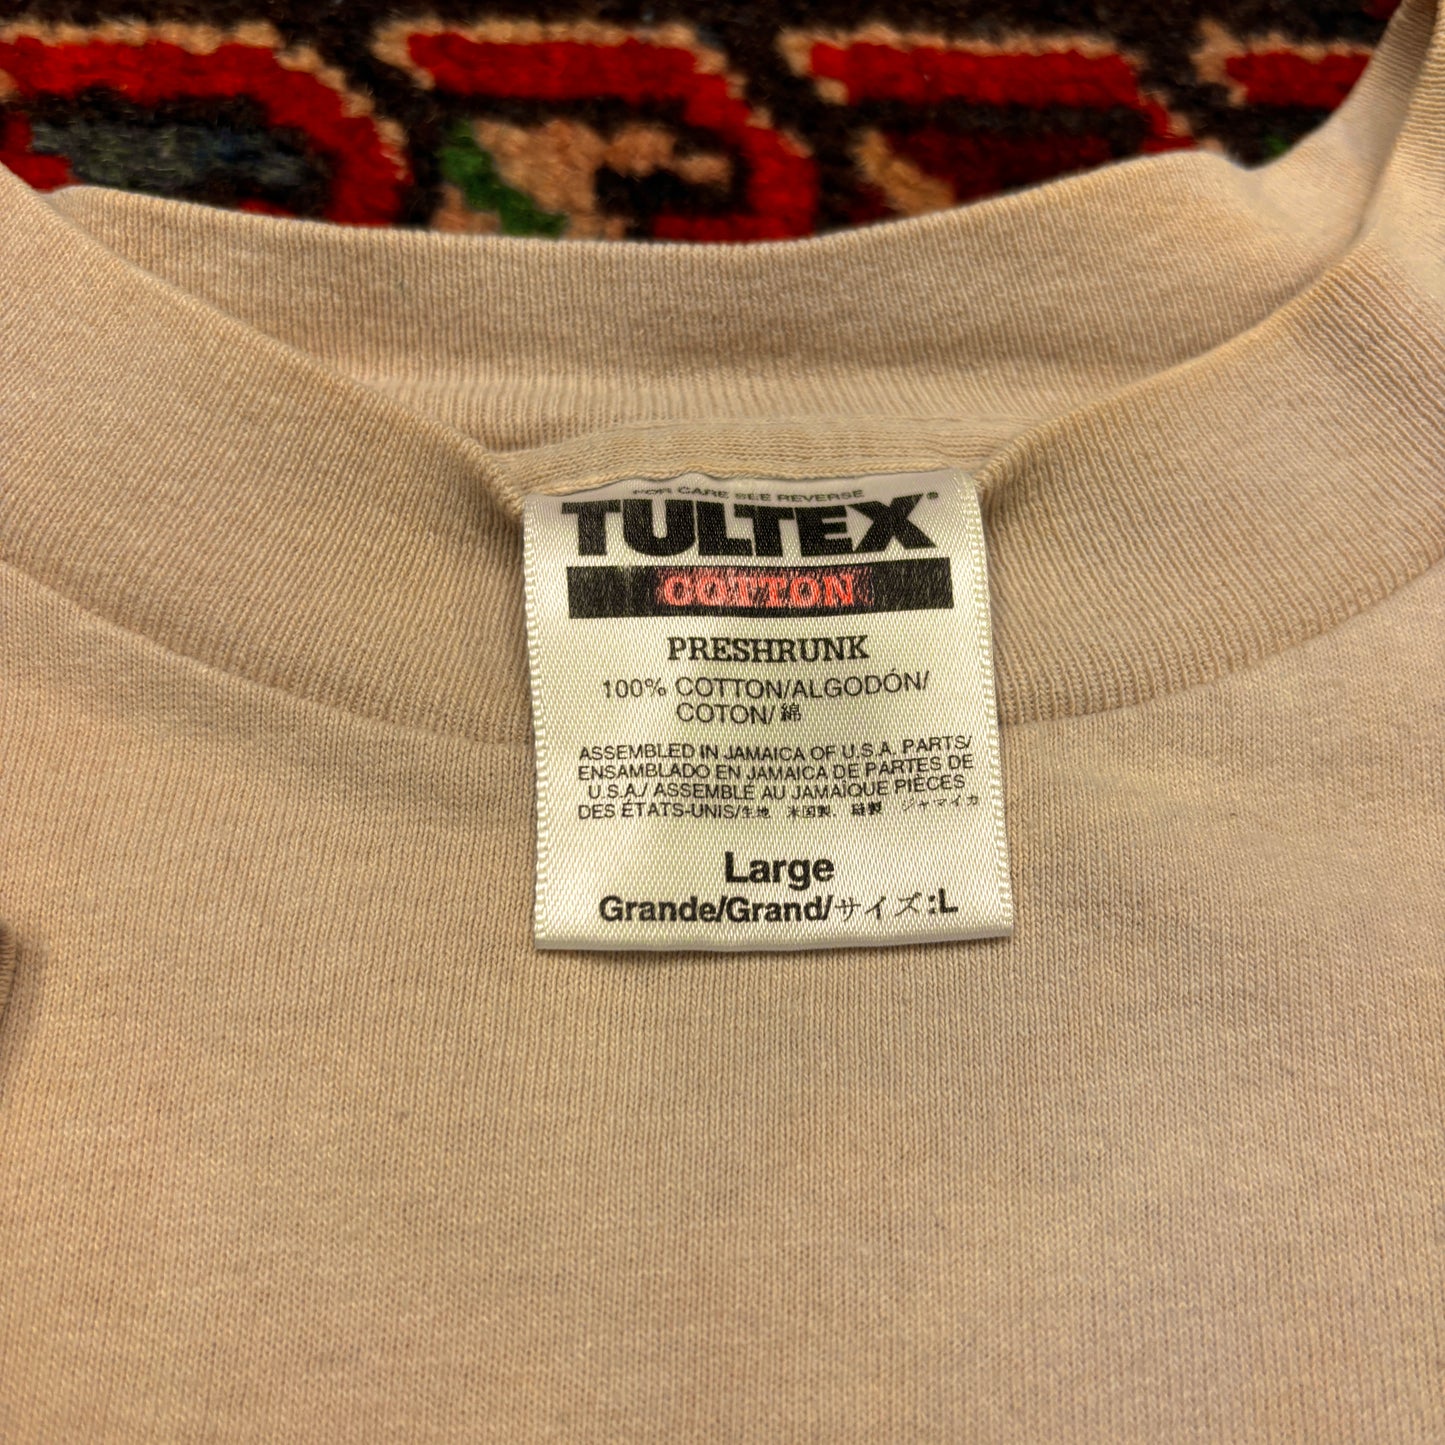 FOR CARE SEE REVERSE
TULTEX®
COTTON
PRESHRUNK
100% COTTON/ALGODÓN/
COTON/綿
ASSEMBLED IN JAMAICA OF U.S.A. PARTS/
ENSAMBLADO EN JAMAICA DE PARTES DE
U.S.A./ ASSEMBLÉ AU JAMAÏQUE PIÈCES
DES ÉTATS-UNIS/生地 米国製. 縫製 ジャマイカ
Large
Grande/Grand/サイズ:L